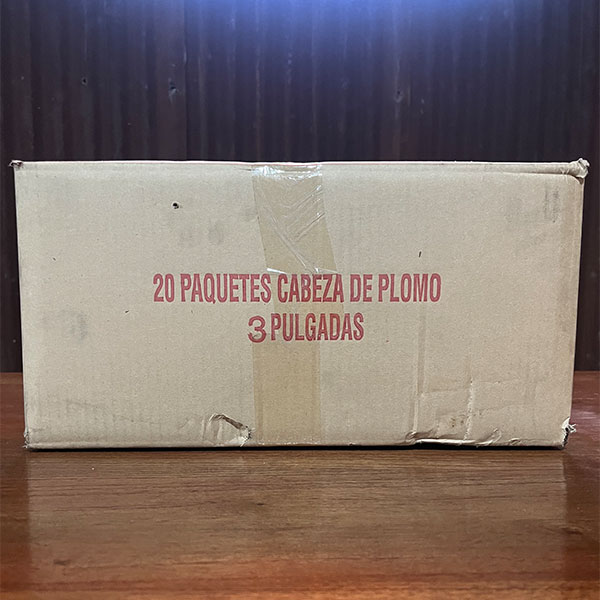 20 PAQUETES CABEZA DE PLOMO
3 PULGADAS